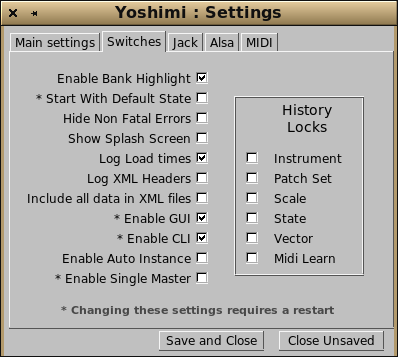 Yoshimi : Settings
Main settings Switches Jack Alsa MIDI
Enable Bank Highlight
* Start With Default State
Hide Non Fatal Errors
Show Splash Screen
Log Load times
Log XML Headers
Include all data in XML files
* Enable GUI
* Enable CLI
Enable Auto Instance
* Enable Single Master
History
Locks
Instrument
Patch Set
Scale
State
Vector
Midi Learn
* Changing these settings requires a restart
Save and Close Close Unsaved